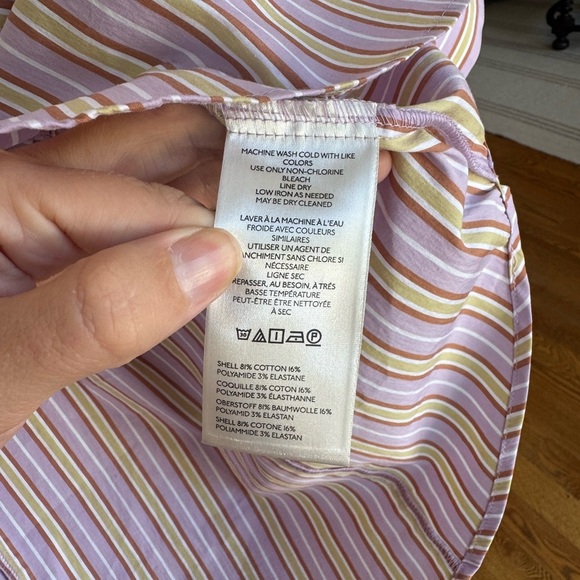 MACHINE WASH COLD WITH LIKE
COLORS
USE ONLY NON-CHLORINE
BLEACH
LINE DRY
LOW IRON AS NEEDED
MAY BE DRY CLEANED
LAVER À LA MACHINE À L'EAU
FROIDE AVEC COULEURS
SIMILAIRES
UTILISER UN AGENT DE
ANCHIMENT SANS CHLORE SI
NÉCESSAIRE
LIGNE SEC
REPASSER, AU BESOIN, À TRÉS
BASSE TEMPÉRATURE
PEUT-ÊTRE ÊTRE NETTOYÉE
À SEC
30 P
SHELL 81% COTTON 16%
POLYAMIDE 3% ELASTANE
COQUILLE 81% COTON 16%
POLYAMIDE 3% ÉLASTHANNE
OBERSTOFF 81% BAUMWOLLE 16%
POLYAMID 3% ELASTAN
SHELL 81% COTONE 16%
POLIAMMIDE 3% ELASTAN